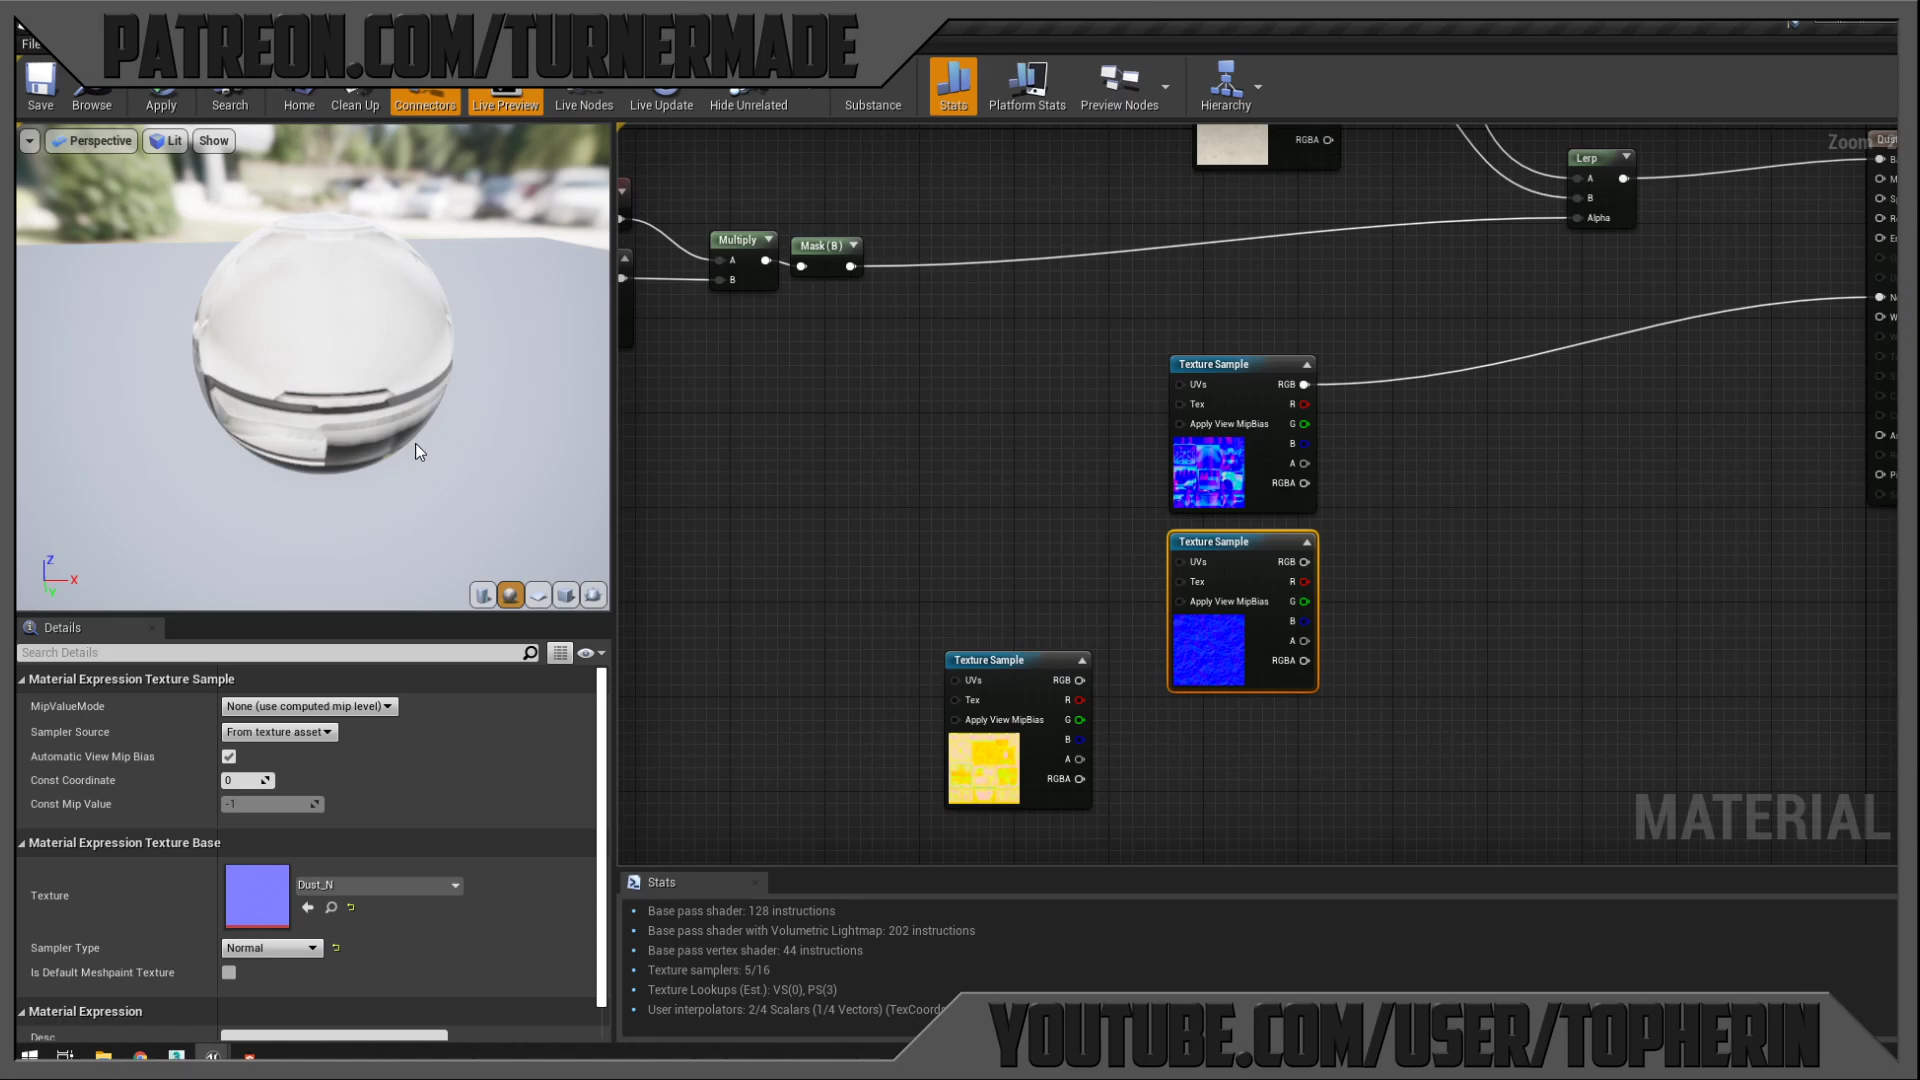 PATREON.COM/TURNERMADE
File
Save
Browse
Apply
Search
Home
Clean Up
Connectors
Live Preview
Live Nodes
Live Update
Hide Unrelated
Substance
Stats
Platform Stats
Preview Nodes
Hierarchy
Perspective
Lit
Show
RGBA
Zoom
Lerp
A
B
Alpha
Multiply
A
B
Mask ( B )
Texture Sample
UVs RGB
Tex R
Apply View MipBias G
B
A
RGBA
Texture Sample
UVs RGB
Tex R
Apply View MipBias G
B
A
RGBA
Texture Sample
UVs RGB
Tex R
Apply View MipBias G
B
A
RGBA
MATERIAL
Z
X
Y
Details
Search Details
Material Expression Texture Sample
MipValueMode None (use computed mip level)
Sampler Source From texture asset
Automatic View Mip Bias
Const Coordinate 0
Const Mip Value -1
Material Expression Texture Base
Texture Dust_N
Sampler Type Normal
Is Default Meshpaint Texture
Material Expression
Desc
Stats
Base pass shader: 128 instructions
Base pass shader with Volumetric Lightmap: 202 instructions
Base pass vertex shader: 44 instructions
Texture samplers: 5/16
Texture Lookups (Est.): VS(0), PS(3)
User interpolators: 2/4 Scalars (1/4 Vectors) (TexCoords
YOUTUBE.COM/USER/TOPHERIN